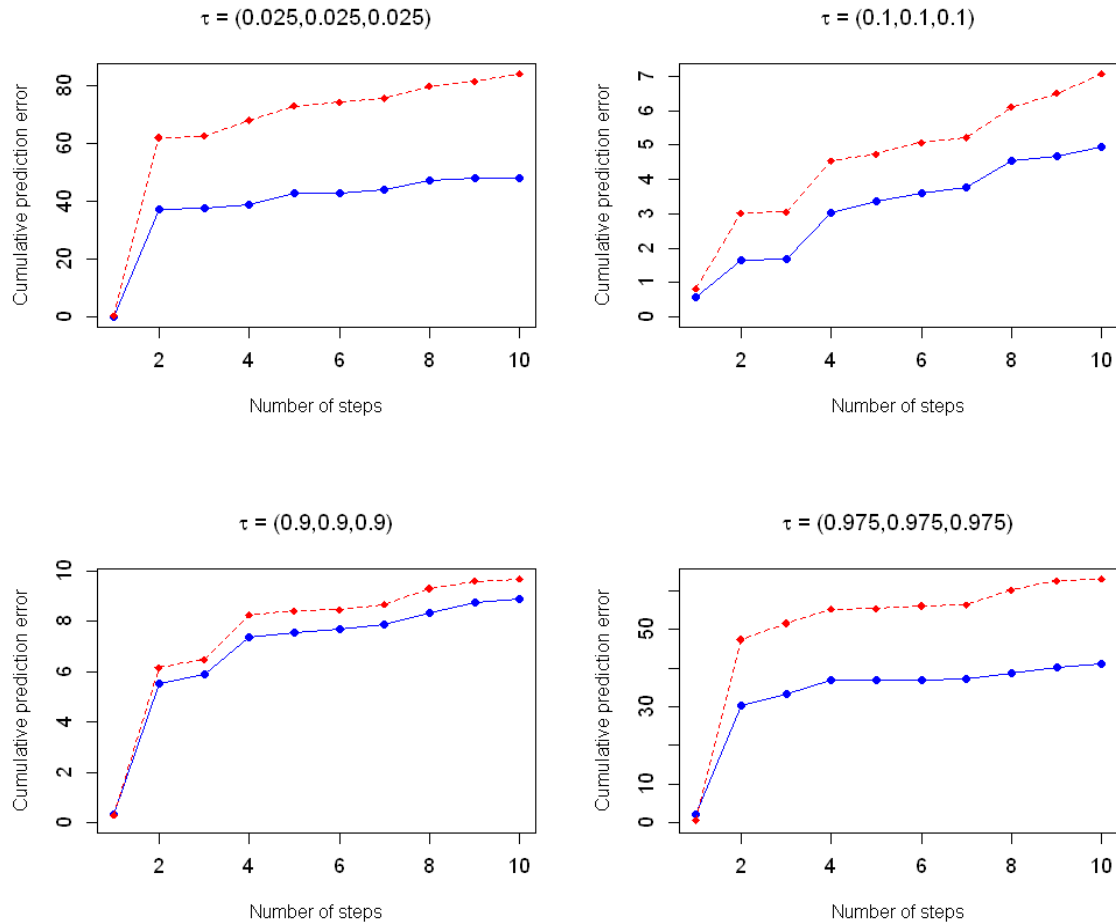 τ = (0.025,0.025,0.025)
Cumulative prediction error
80
60
40
20
0
2 4 6 8 10
Number of steps
τ = (0.1,0.1,0.1)
Cumulative prediction error
7
6
5
4
3
2
1
0
2 4 6 8 10
Number of steps
τ = (0.9,0.9,0.9)
Cumulative prediction error
10
8
6
4
2
0
2 4 6 8 10
Number of steps
τ = (0.975,0.975,0.975)
Cumulative prediction error
50
30
10
0
2 4 6 8 10
Number of steps